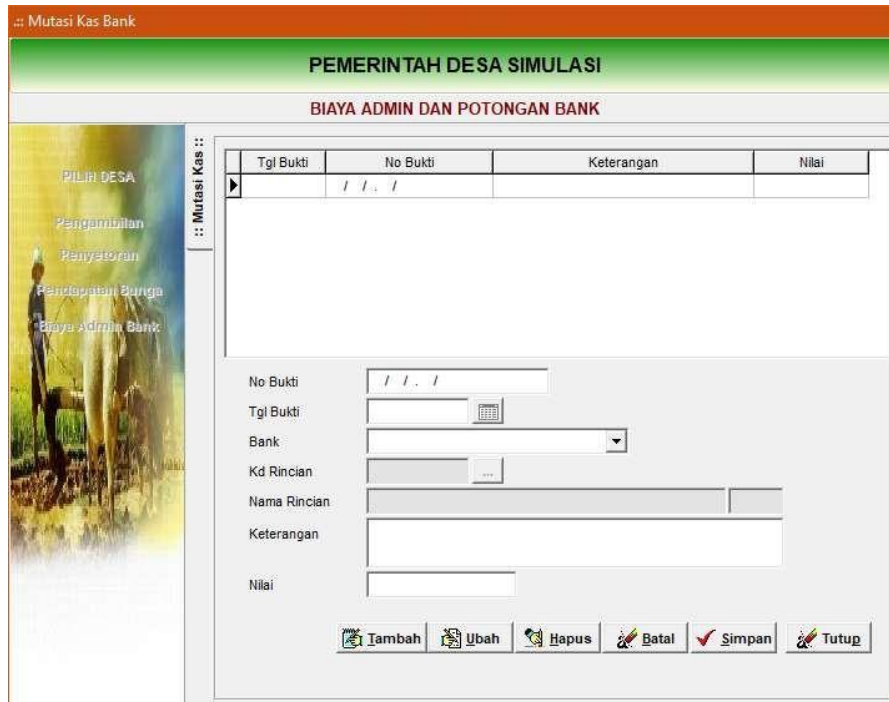 .:: Mutasi Kas Bank
PEMERINTAH DESA SIMULASI
BIAYA ADMIN DAN POTONGAN BANK
PILIH DESA
Pengambilan
Penyetoran
Pendapatan Bunga
Biaya Admin Bank
:: Mutasi Kas ::
Tgl Bukti No Bukti Keterangan Nilai
/ / . /
No Bukti / / . /
Tgl Bukti
Bank
Kd Rincian ...
Nama Rincian
Keterangan
Nilai
Tambah Ubah Hapus Batal Simpan Tutup